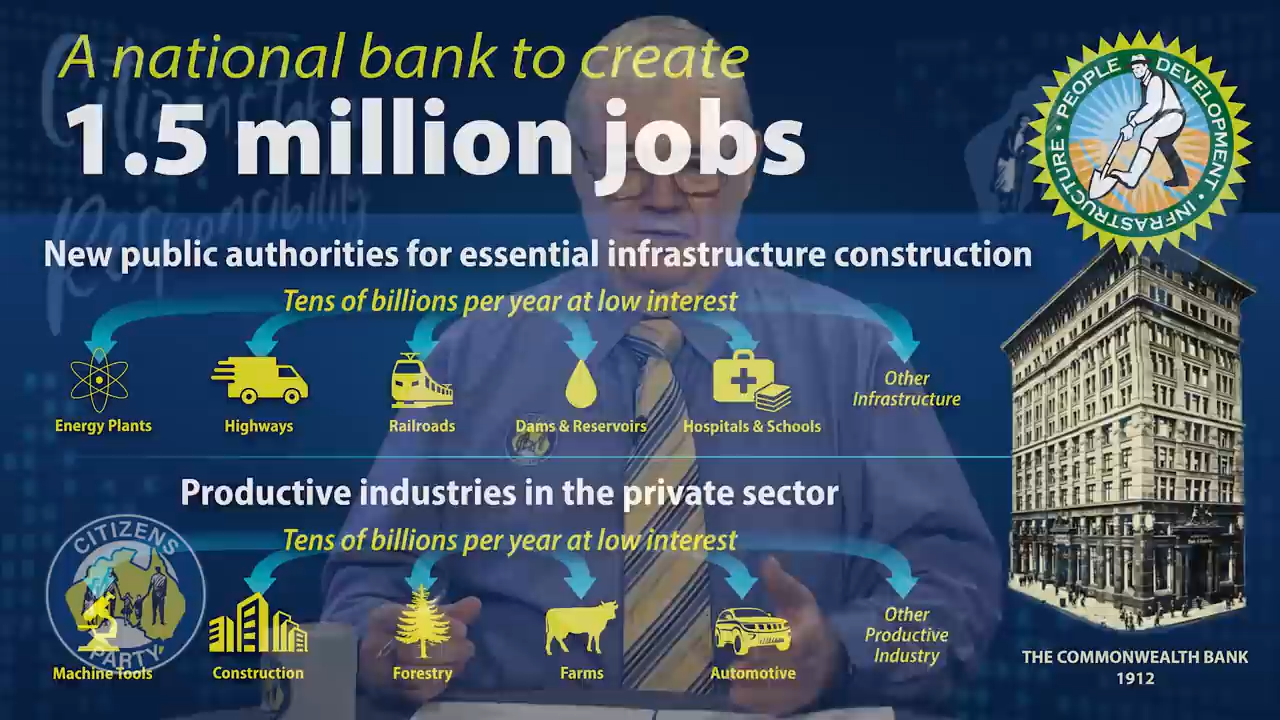 A national bank to create
1.5 million jobs
PEOPLE • DEVELOPMENT • INFRASTRUCTURE •
Citizens Take
Responsibility
New public authorities for essential infrastructure construction
Tens of billions per year at low interest
Energy Plants
Highways
Railroads
Dams & Reservoirs
Hospitals & Schools
Other
Infrastructure
Productive industries in the private sector
Tens of billions per year at low interest
CITIZENS
PARTY
Machine Tools
Construction
Forestry
Farms
Automotive
Other
Productive
Industry
THE COMMONWEALTH BANK
1912